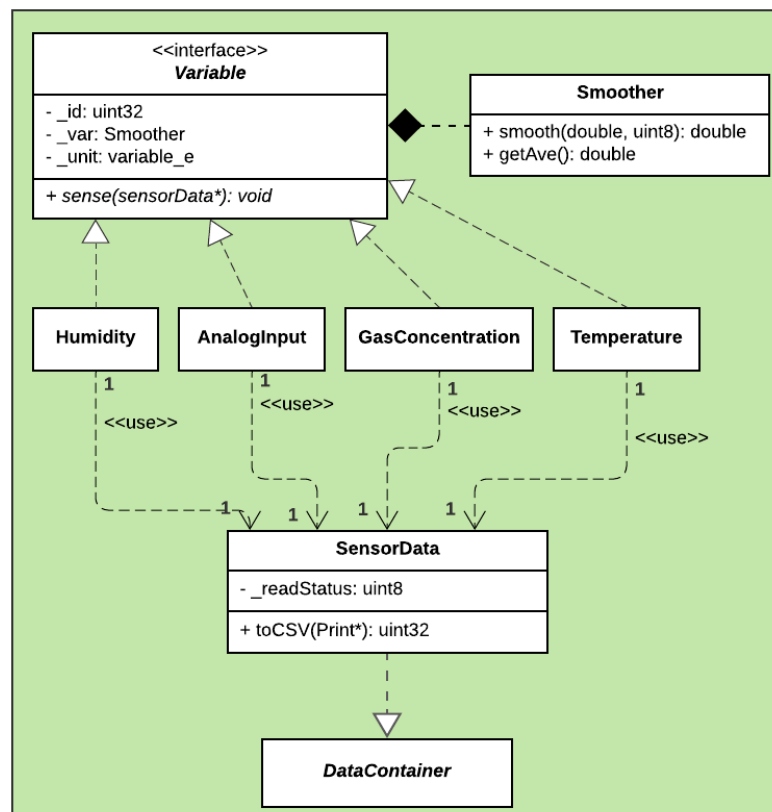 <<interface>>
Variable
- _id: uint32
- _var: Smoother
- _unit: variable_e
+ sense(sensorData*): void
Smoother
+ smooth(double, uint8): double
+ getAve(): double
Humidity
AnalogInput
GasConcentration
Temperature
1
1
1
1
<<use>>
<<use>>
<<use>>
<<use>>
1
1
1
1
SensorData
- _readStatus: uint8
+ toCSV(Print*): uint32
DataContainer